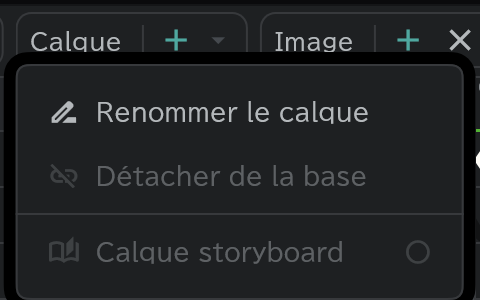 Calque
Image
Renommer le calque
Détacher de la base
Calque storyboard